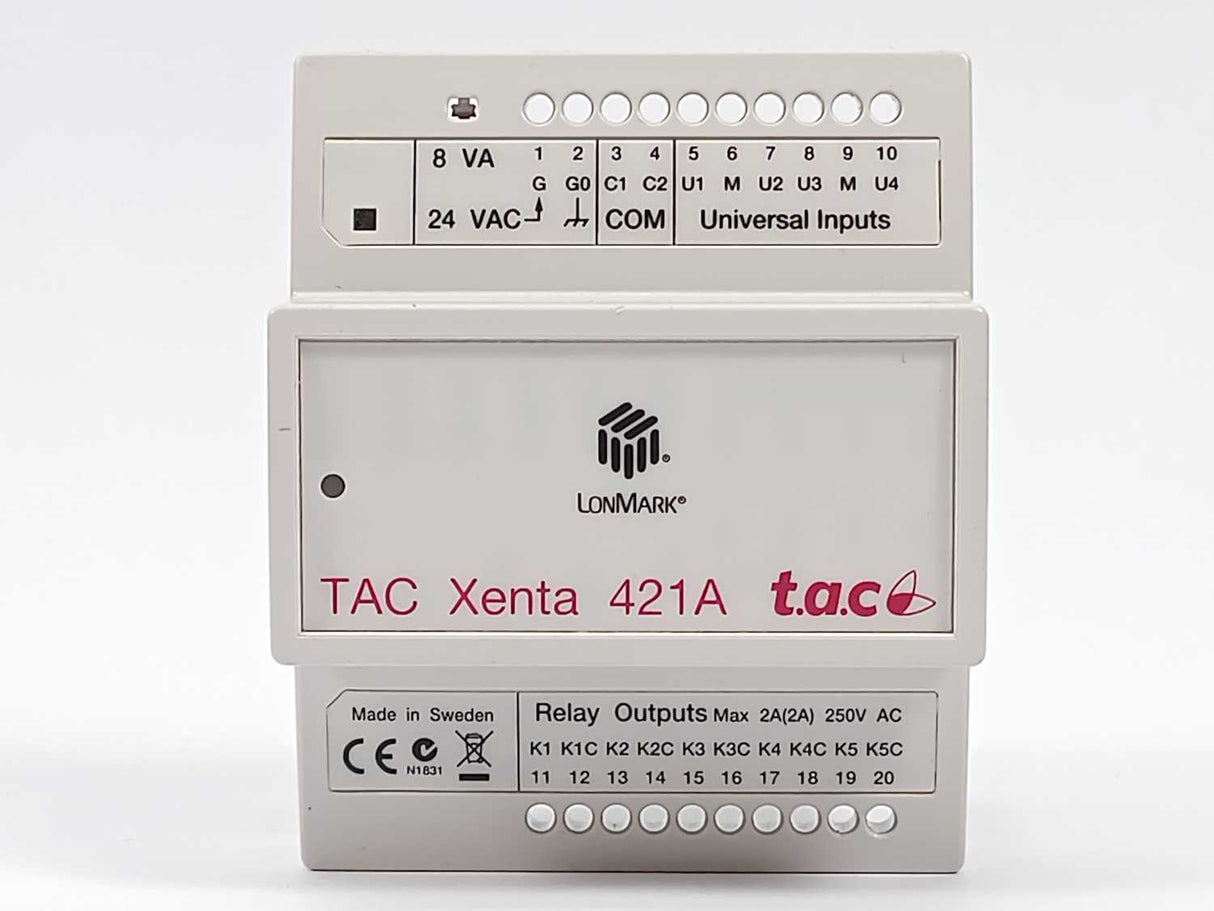 8 VA 1 2 3 4 5 6 7 8 9 10
G G0 C1 C2 U1 M U2 U3 M U4
24 VAC COM Universal Inputs
LONMARK®
TAC Xenta 421A t.a.c
Made in Sweden Relay Outputs Max 2A(2A) 250V AC
CE N1831 K1 K1C K2 K2C K3 K3C K4 K4C K5 K5C
11 12 13 14 15 16 17 18 19 20